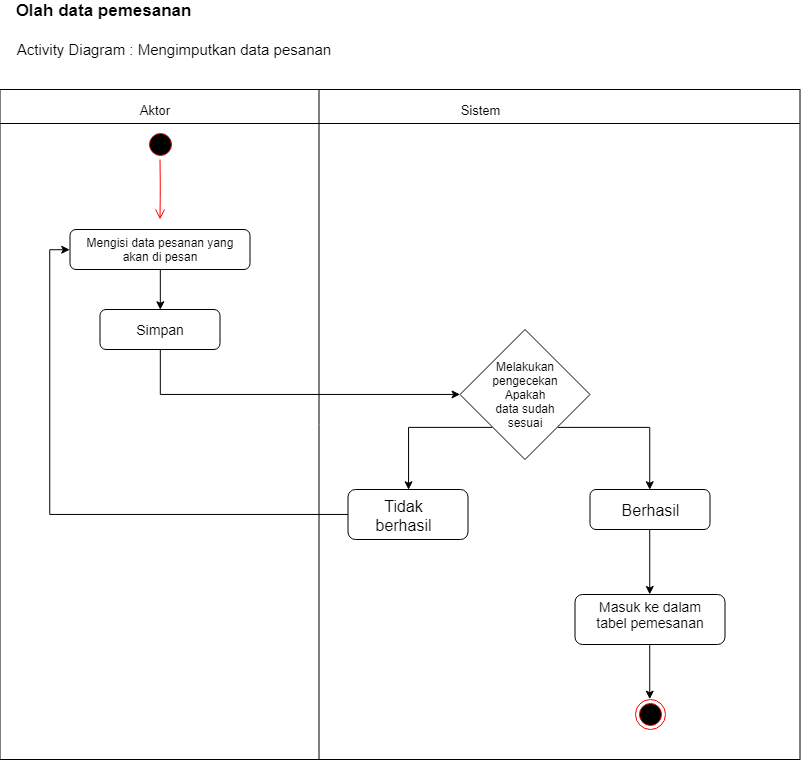 Olah data pemesanan
Activity Diagram : Mengimputkan data pesanan
Aktor
Sistem
Mengisi data pesanan yang
akan di pesan
Simpan
Melakukan
pengecekan
Apakah
data sudah
sesuai
Tidak
berhasil
Berhasil
Masuk ke dalam
tabel pemesanan